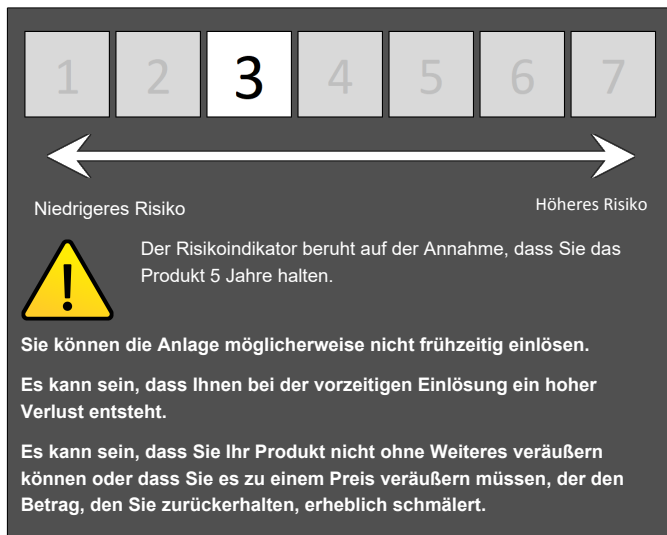 1 2 3 4 5 6 7
Niedrigeres Risiko
Höheres Risiko
Der Risikoindikator beruht auf der Annahme, dass Sie das
Produkt 5 Jahre halten.
Sie können die Anlage möglicherweise nicht frühzeitig einlösen.
Es kann sein, dass Ihnen bei der vorzeitigen Einlösung ein hoher
Verlust entsteht.
Es kann sein, dass Sie Ihr Produkt nicht ohne Weiteres veräußern
können oder dass Sie es zu einem Preis veräußern müssen, der den
Betrag, den Sie zurückerhalten, erheblich schmälert.